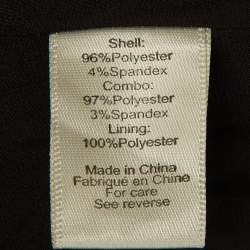 Shell:
96%Polyester
4%Spandex
Combo:
97%Polyester
3%Spandex
Lining:
100%Polyester
Made in China
Fabriqué en Chine
For care
See reverse